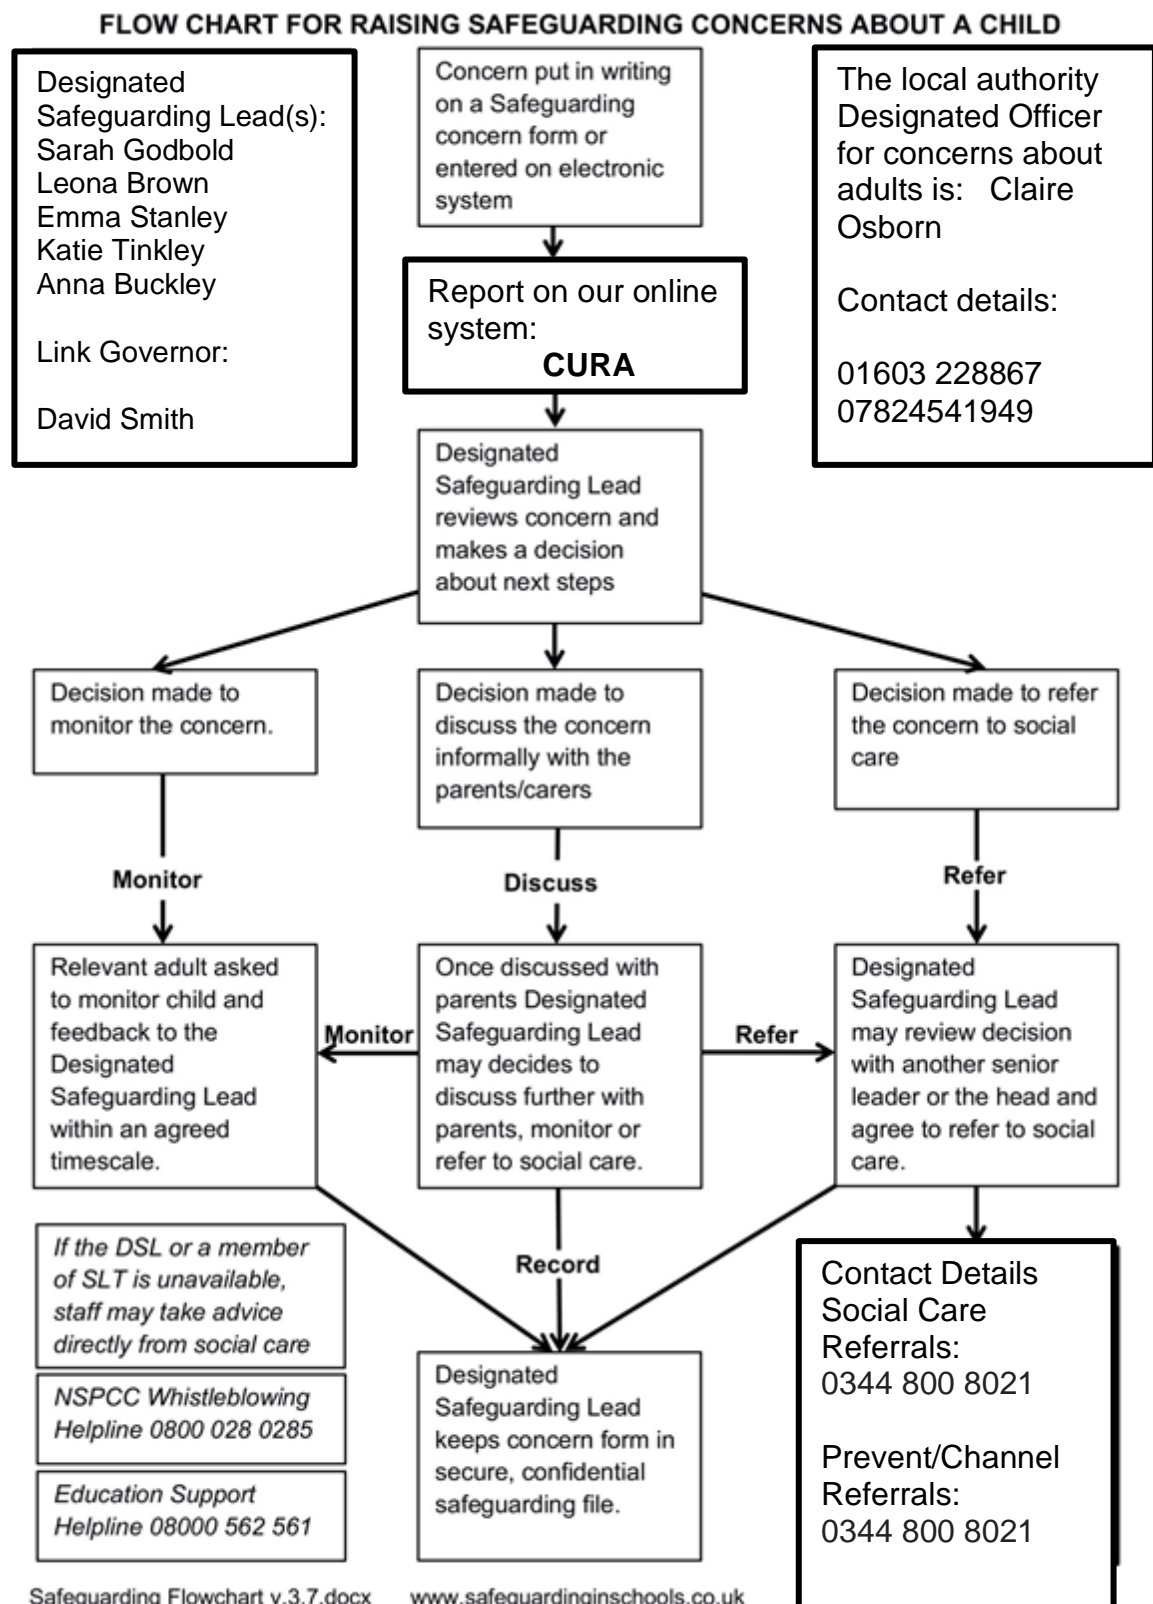 FLOW CHART FOR RAISING SAFEGUARDING CONCERNS ABOUT A CHILD
Designated
Safeguarding Lead(s):
Sarah Godbold
Leona Brown
Emma Stanley
Katie Tinkley
Anna Buckley
Link Governor:
David Smith
Concern put in writing
on a Safeguarding
concern form or
entered on electronic
system
The local authority
Designated Officer
for concerns about
adults is: Claire
Osborn
Contact details:
01603 228867
07824541949
Report on our online
system:
CURA
Designated
Safeguarding Lead
reviews concern and
makes a decision
about next steps
Decision made to
monitor the concern.
Decision made to
discuss the concern
informally with the
parents/carers
Decision made to refer
the concern to social
care
Monitor
Discuss
Refer
Relevant adult asked
to monitor child and
feedback to the
Designated
Safeguarding Lead
within an agreed
timescale.
Monitor
Once discussed with
parents Designated
Safeguarding Lead
may decides to
discuss further with
parents, monitor or
refer to social care.
Refer
Designated
Safeguarding Lead
may review decision
with another senior
leader or the head and
agree to refer to social
care.
If the DSL or a member
of SLT is unavailable,
staff may take advice
directly from social care
NSPCC Whistleblowing
Helpline 0800 028 0285
Education Support
Helpline 08000 562 561
Record
Designated
Safeguarding Lead
keeps concern form in
secure, confidential
safeguarding file.
Contact Details
Social Care
Referrals:
0344 800 8021
Prevent/Channel
Referrals:
0344 800 8021
Safeguarding Flowchart v.3.7.docx
www.safeguardinginschools.co.uk